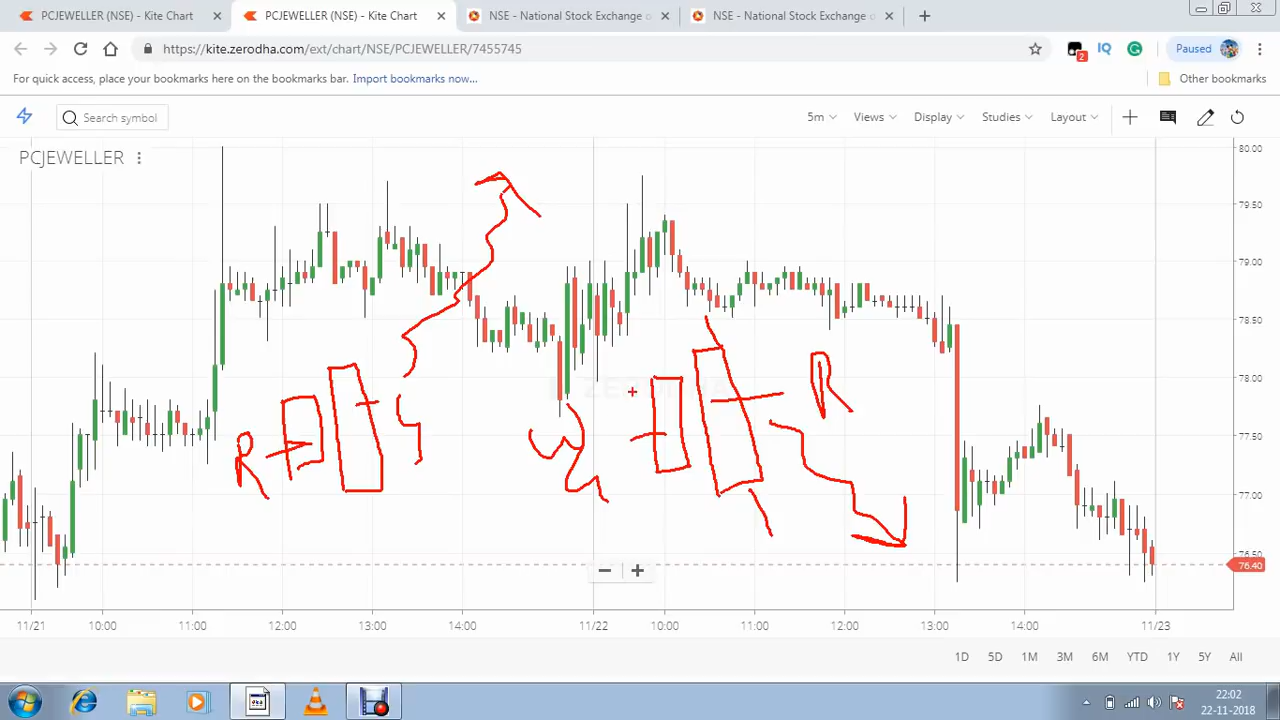 PCJEWELLER (NSE) - Kite Chart
PCJEWELLER (NSE) - Kite Chart
NSE - National Stock Exchange o
NSE - National Stock Exchange o
https://kite.zerodha.com/ext/chart/NSE/PCJEWELLER/7455745
2
IQ
G
Paused
For quick access, place your bookmarks here on the bookmarks bar. Import bookmarks now...
Other bookmarks
Search symbol
5m
Views
Display
Studies
Layout
PCJEWELLER
80.00
79.50
79.00
78.50
78.00
77.50
77.00
76.50
76.40
R
R
ZERODHA
11/21
10:00
11:00
12:00
13:00
14:00
11/22
10:00
11:00
12:00
13:00
14:00
11/23
1D
5D
1M
3M
6M
YTD
1Y
5Y
All
22:02
22-11-2018